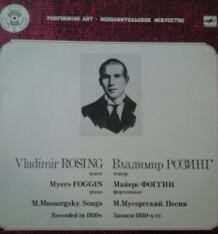 PERFORMING ART - ИСПОЛНИТЕЛЬСКОЕ ИСКУССТВО
Vladimir ROSING Владимир РОЗИНГ
tenor тенор
Myers FOGGIN Майерс ФОГГИН
piano фортепиано
M.Mussorgsky. Songs М.Мусоргский. Песни
Recorded in 1930s Записи 1930-х гг.